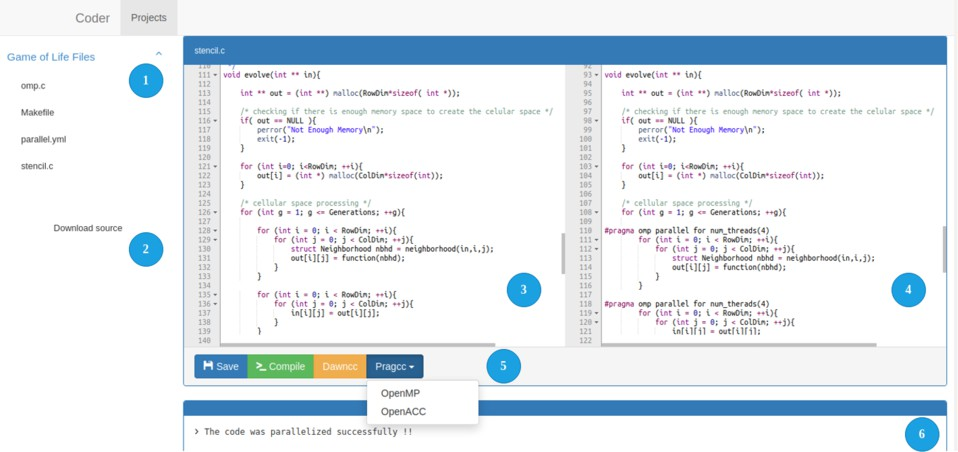 Coder
Projects
Game of Life Files
omp.c
Makefile
parallel.yml
stencil.c
Download source
1
2
stencil.c
110 */
111 void evolve(int ** in){
112
113 int ** out = (int **) malloc(RowDim*sizeof( int *));
114
115 /* checking if there is enough memory space to create the celular space */
116 if( out == NULL ){
117 perror("Not Enough Memory\n");
118 exit(-1);
119 }
120
121 for (int i=0; i<RowDim; ++i){
122 out[i] = (int *) malloc(ColDim*sizeof(int));
123 }
124
125 /* cellular space processing */
126 for (int g = 1; g <= Generations; ++g){
127
128 for (int i = 0; i < RowDim; ++i){
129 for (int j = 0; j < ColDim; ++j){
130 struct Neighborhood nbhd = neighborhood(in,i,j);
131 out[i][j] = function(nbhd);
132 }
133 }
134
135 for (int i = 0; i < RowDim; ++i){
136 for (int j = 0; j < ColDim; ++j){
137 in[i][j] = out[i][j];
138 }
139 }
140
3
92
93 void evolve(int ** in){
94
95 int ** out = (int **) malloc(RowDim*sizeof( int *));
96
97 /* checking if there is enough memory space to create the celular space */
98 if( out == NULL ){
99 perror("Not Enough Memory\n");
100 exit(-1);
101 }
102
103 for (int i=0; i<RowDim; ++i){
104 out[i] = (int *) malloc(ColDim*sizeof(int));
105 }
106
107 /* cellular space processing */
108 for (int g = 1; g <= Generations; ++g){
109
110 #pragma omp parallel for num_threads(4)
111 for (int i = 0; i < RowDim; ++i){
112 for (int j = 0; j < ColDim; ++j){
113 struct Neighborhood nbhd = neighborhood(in,i,j);
114 out[i][j] = function(nbhd);
115 }
116 }
117
118 #pragma omp parallel for num_therads(4)
119 for (int i = 0; i < RowDim; ++i){
120 for (int j = 0; j < ColDim; ++j){
121 in[i][j] = out[i][j];
122
4
Save
Compile
Dawncc
Pragcc
5
OpenMP
OpenACC
> The code was parallelized successfully !!
6